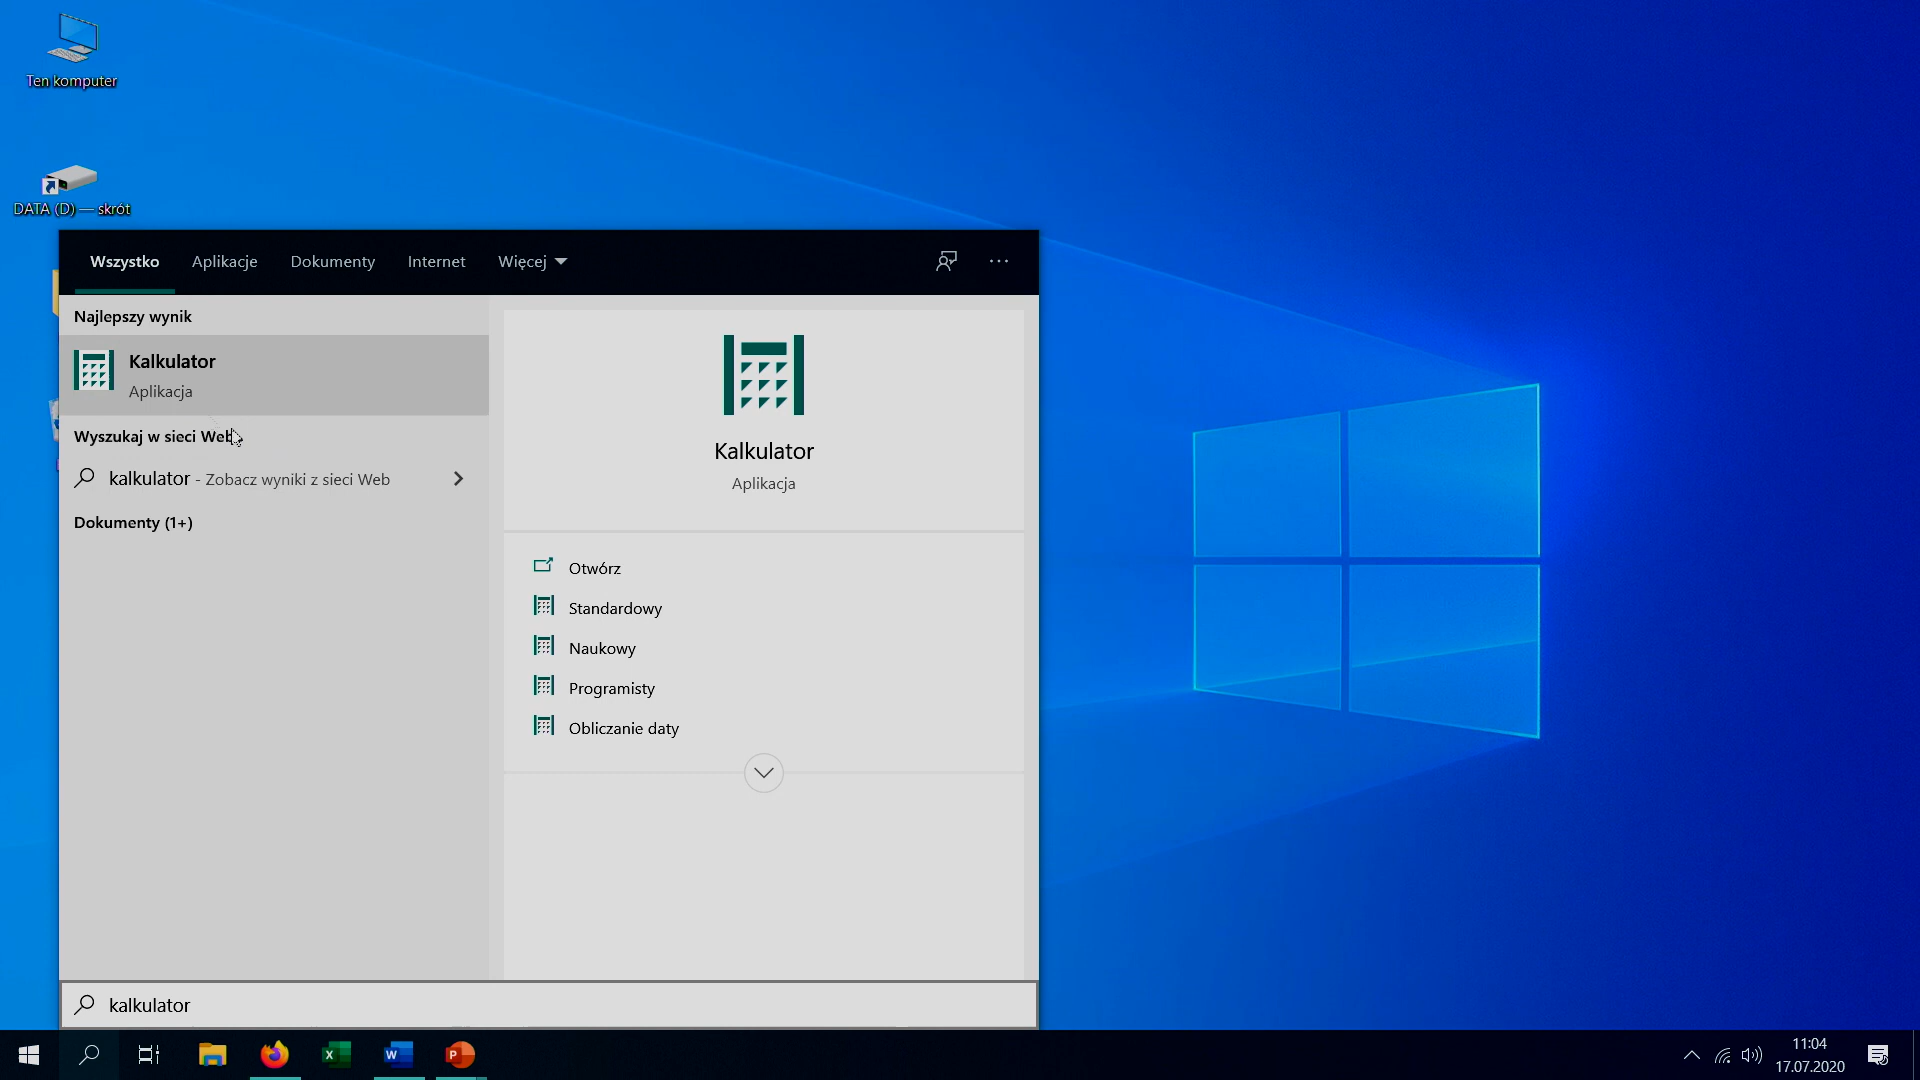 Ten komputer
DATA (D) — skrót
Wszystko Aplikacje Dokumenty Internet Więcej
Najlepszy wynik
Kalkulator
Aplikacja
Wyszukaj w sieci Web
kalkulator - Zobacz wyniki z sieci Web
Dokumenty (1+)
Kalkulator
Aplikacja
Otwórz
Standardowy
Naukowy
Programisty
Obliczanie daty
kalkulator
11:04
17.07.2020